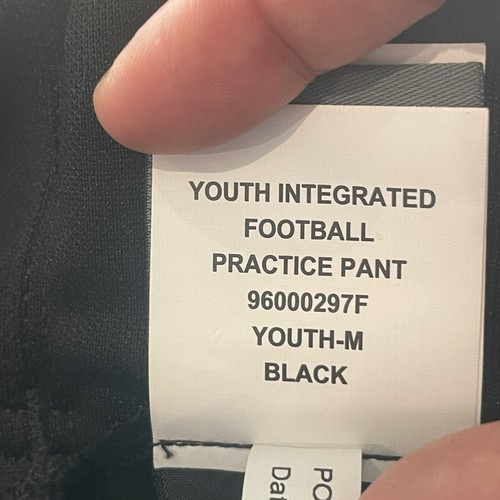 YOUTH INTEGRATED
FOOTBALL
PRACTICE PANT
96000297F
YOUTH-M
BLACK